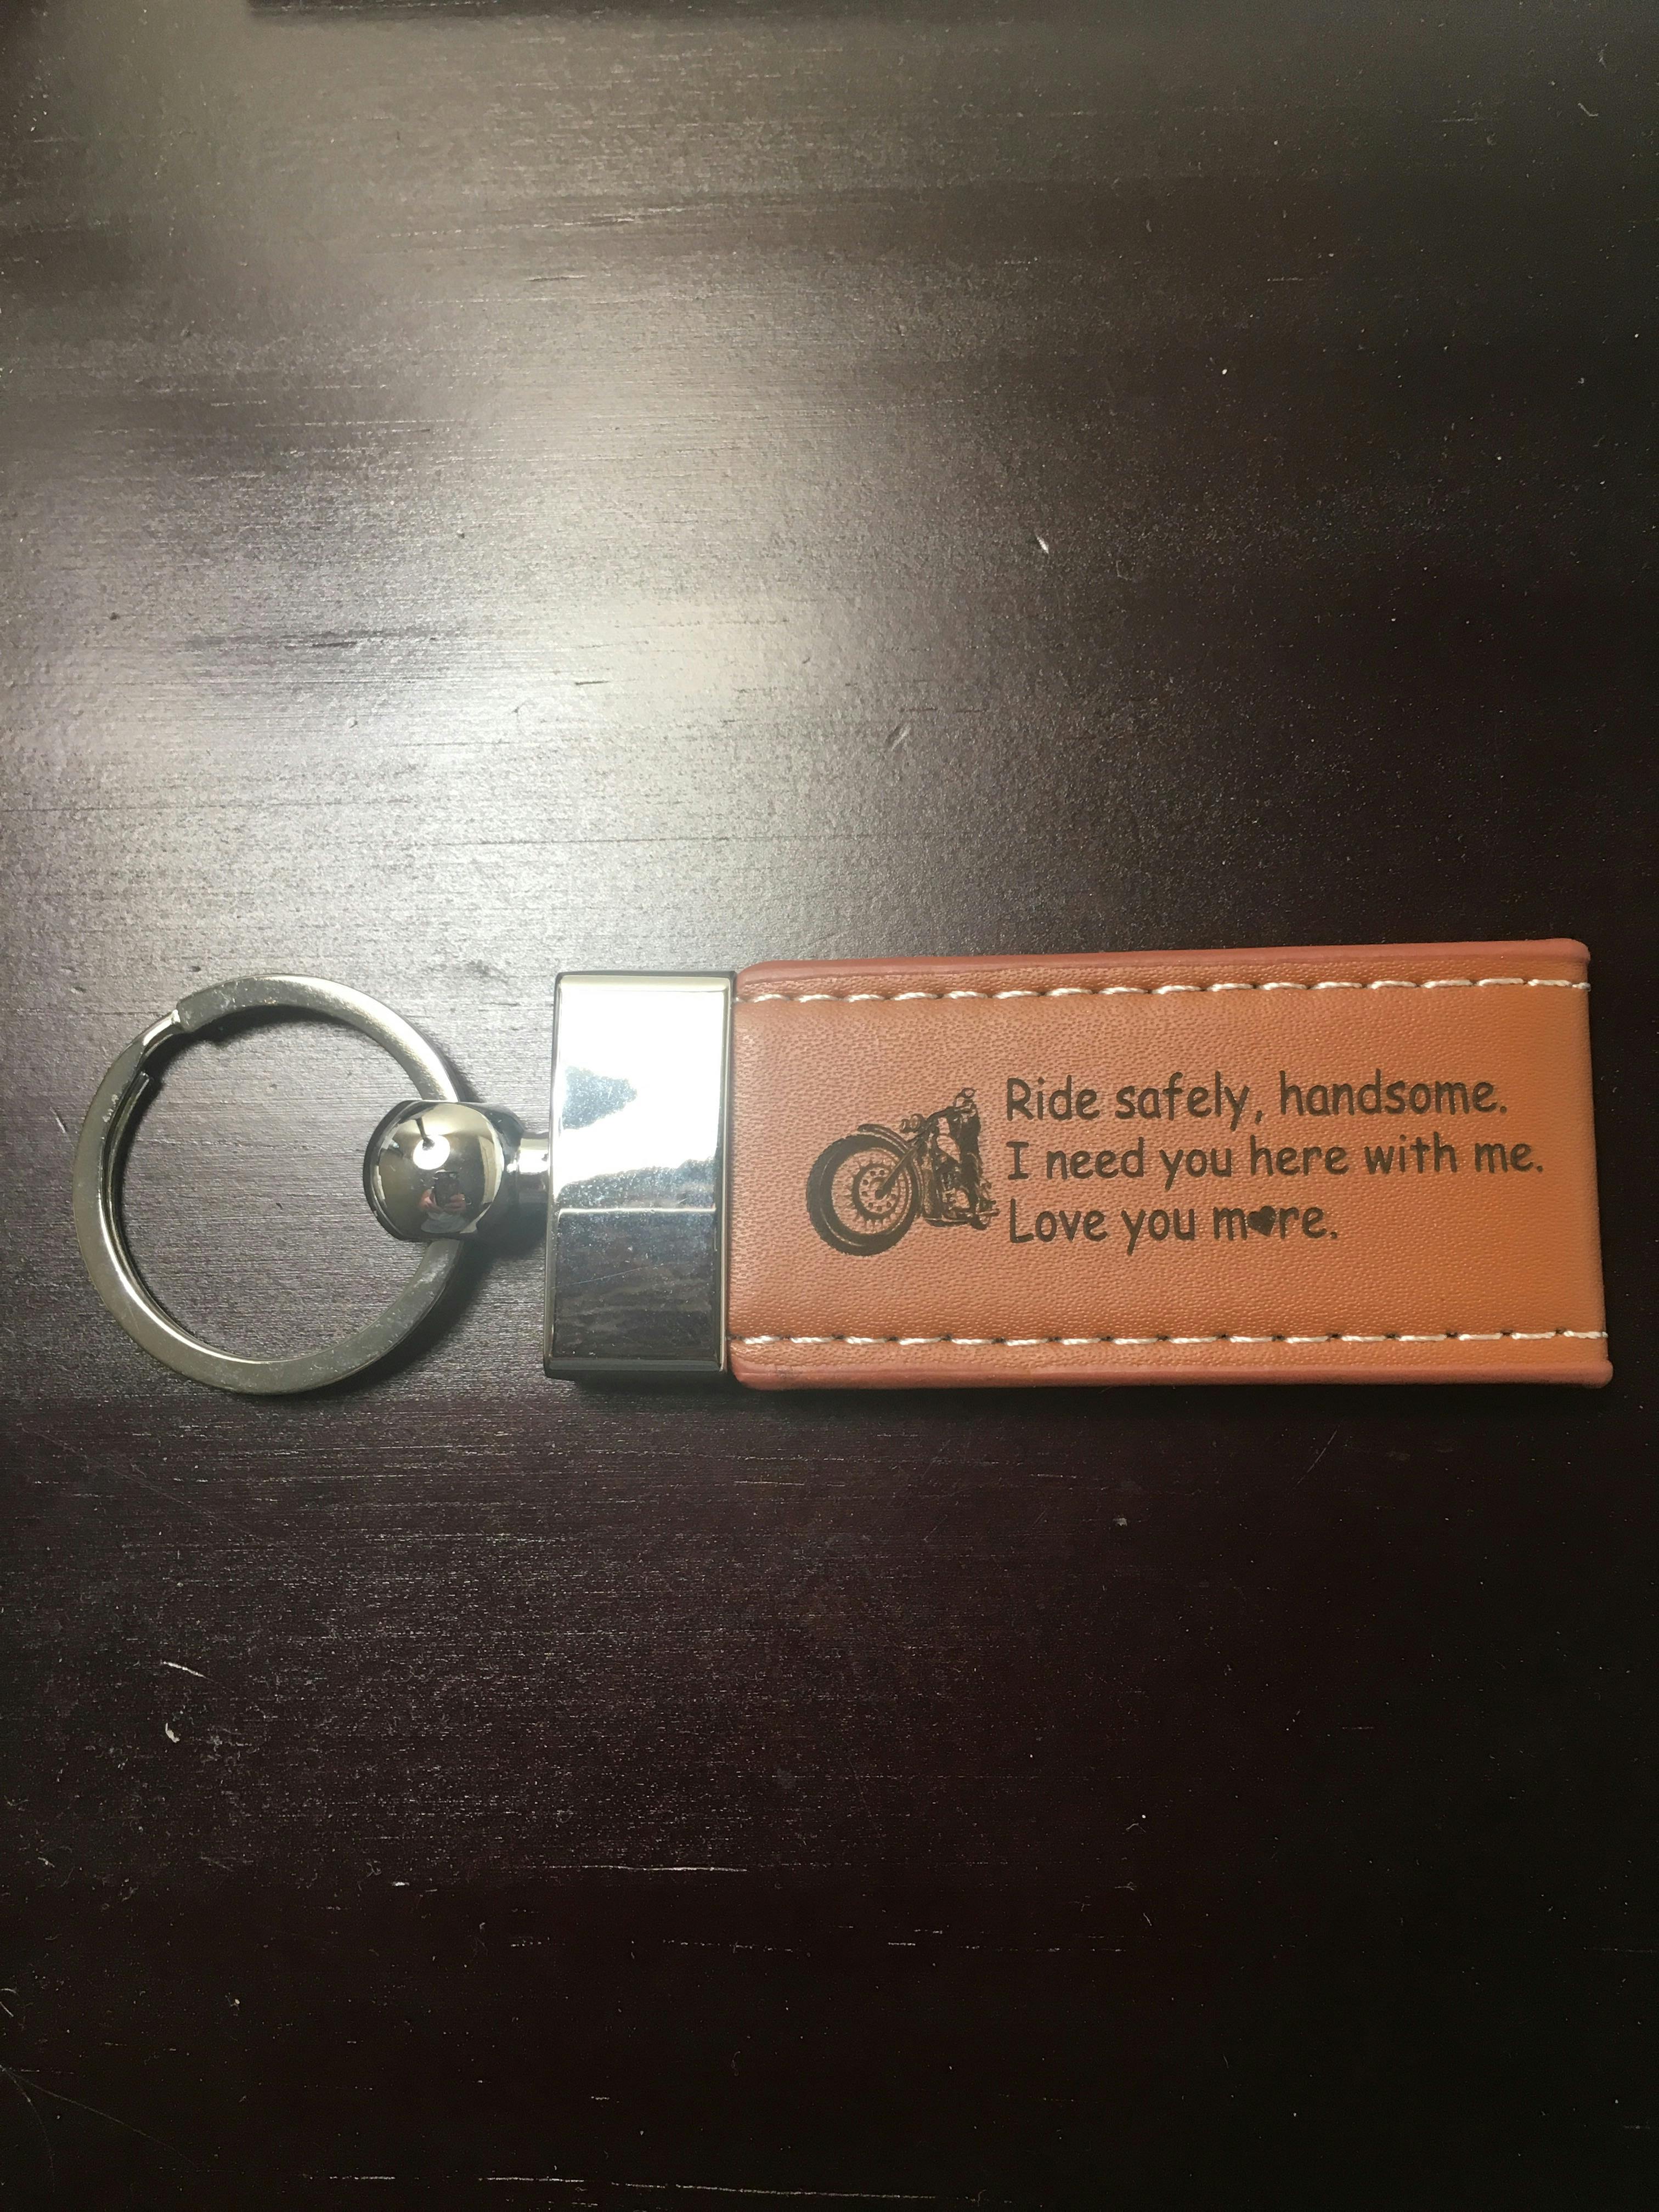 Ride safely, handsome.
I need you here with me.
Love you m♥re.